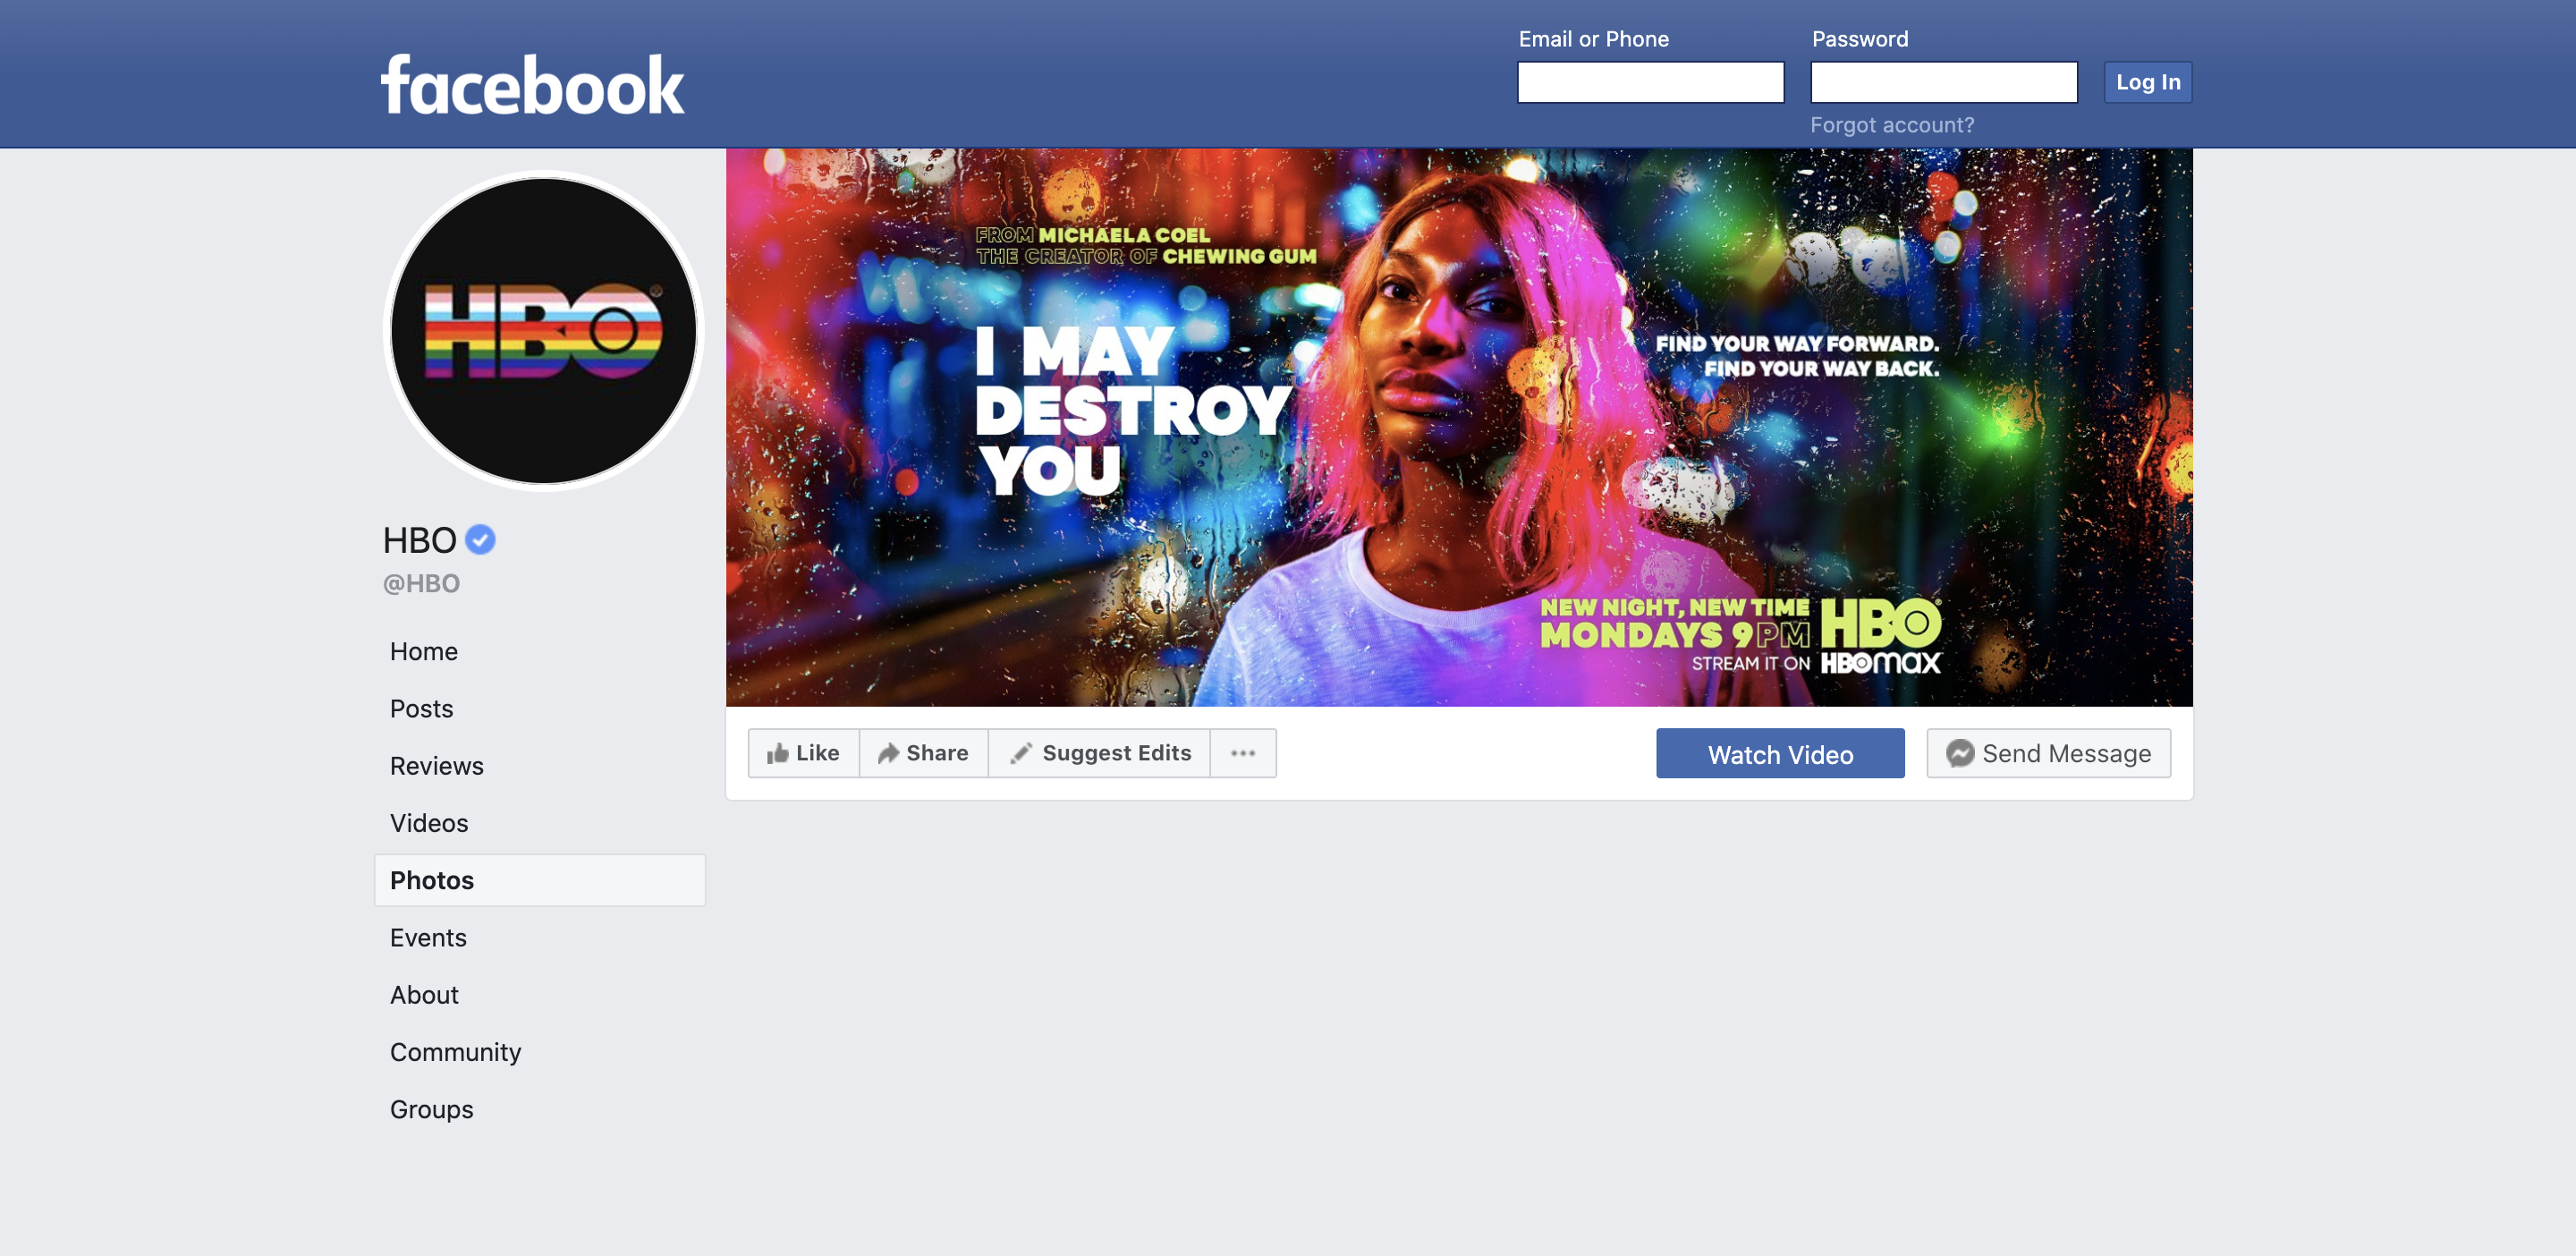 facebook
Email or Phone
Password
Log In
Forgot account?
HBO®
HBO
@HBO
Home
Posts
Reviews
Videos
Photos
Events
About
Community
Groups
FROM MICHAELA COEL
THE CREATOR OF CHEWING GUM
I MAY
DESTROY
YOU
FIND YOUR WAY FORWARD.
FIND YOUR WAY BACK.
NEW NIGHT, NEW TIME
MONDAYS 9PM HBO®
STREAM IT ON HBOmax
Like
Share
Suggest Edits
Watch Video
Send Message